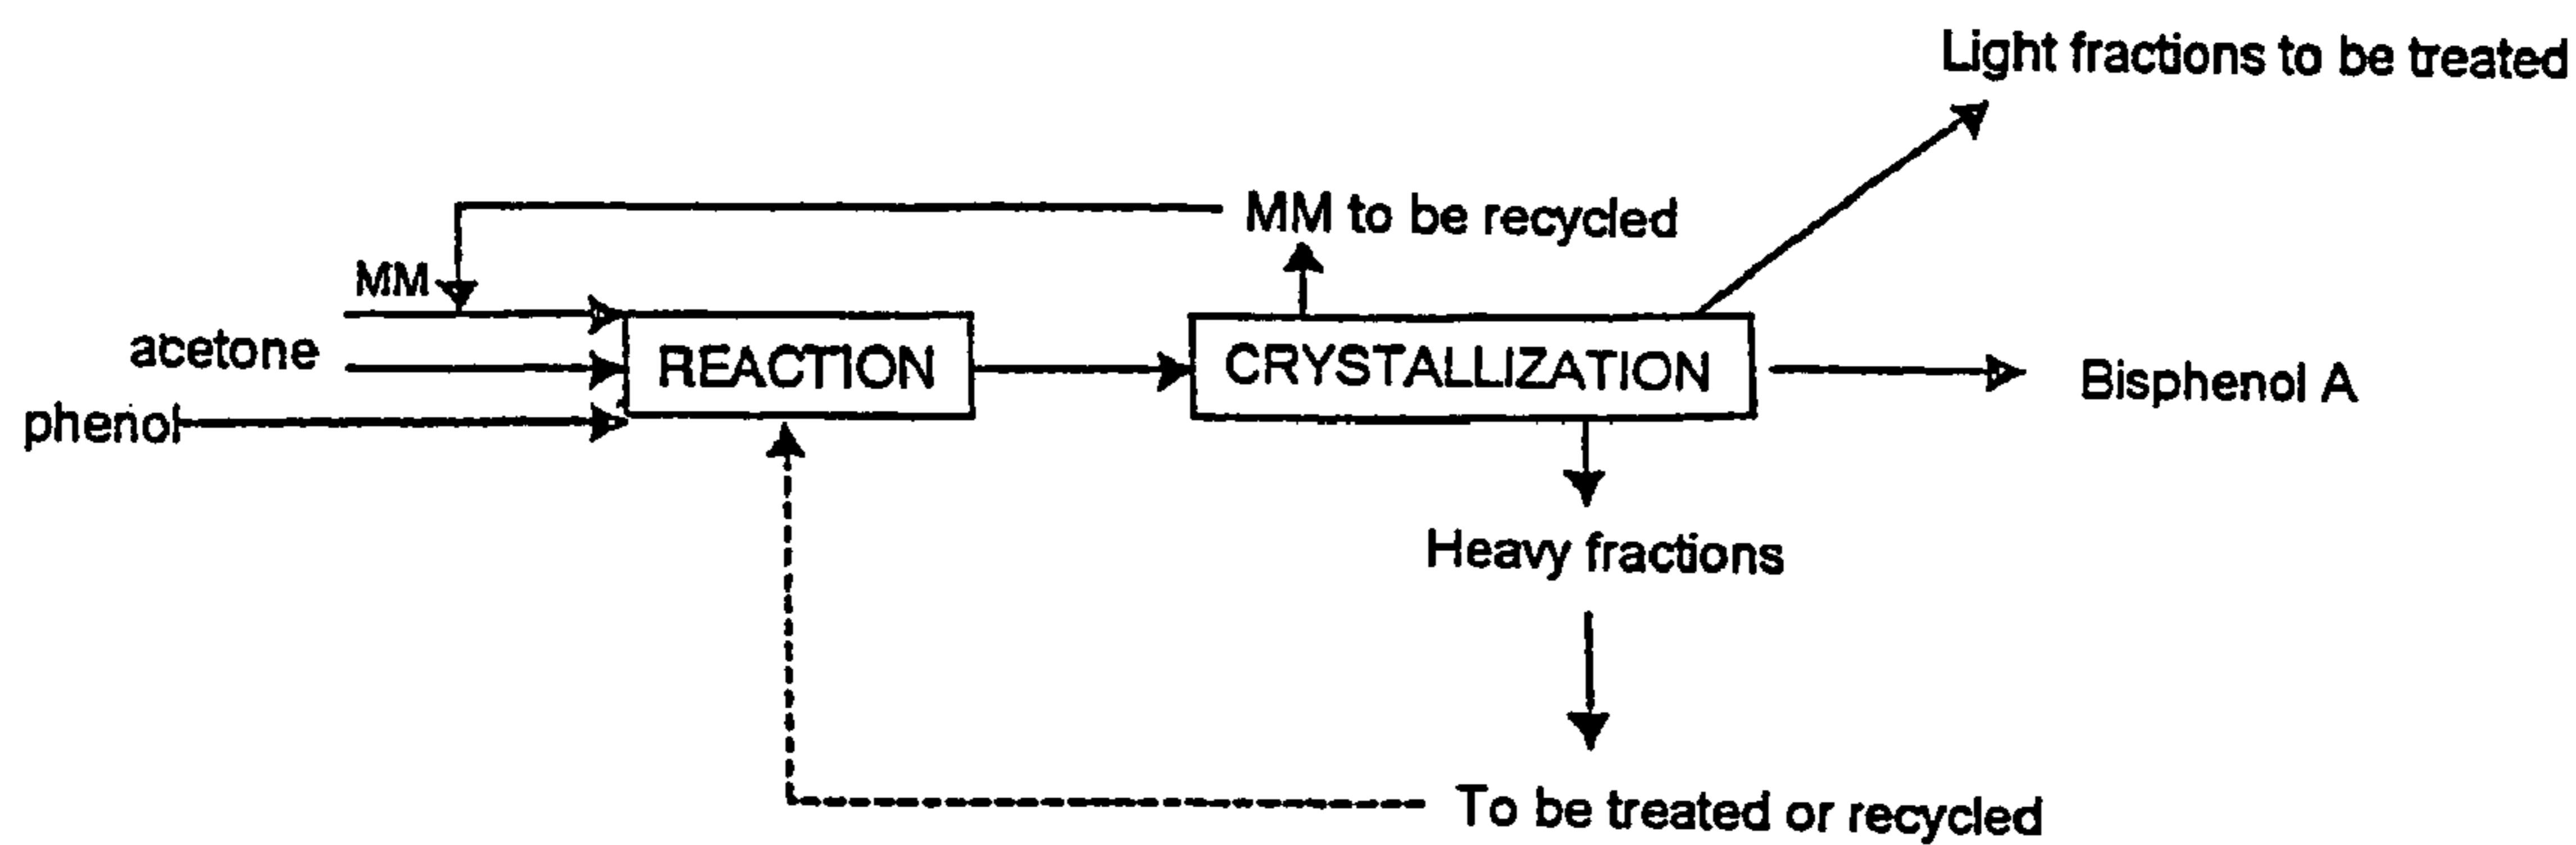 Light fractions to be treated
MM to be recycled
MM
acetone
REACTION
CRYSTALLIZATION
Bisphenol A
phenol
Heavy fractions
To be treated or recycled